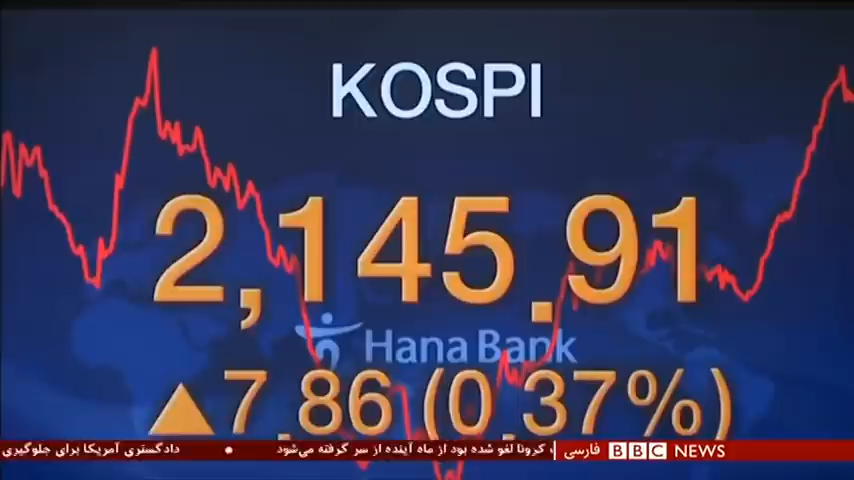 KOSPI
2,145.91
Hana Bank
▲7.86 (0.37%)
کرونا لغو شده بود از ماه آینده از سر گرفته می‌شود • دادگستری آمریکا برای جلوگیری
BBC NEWS فارسی